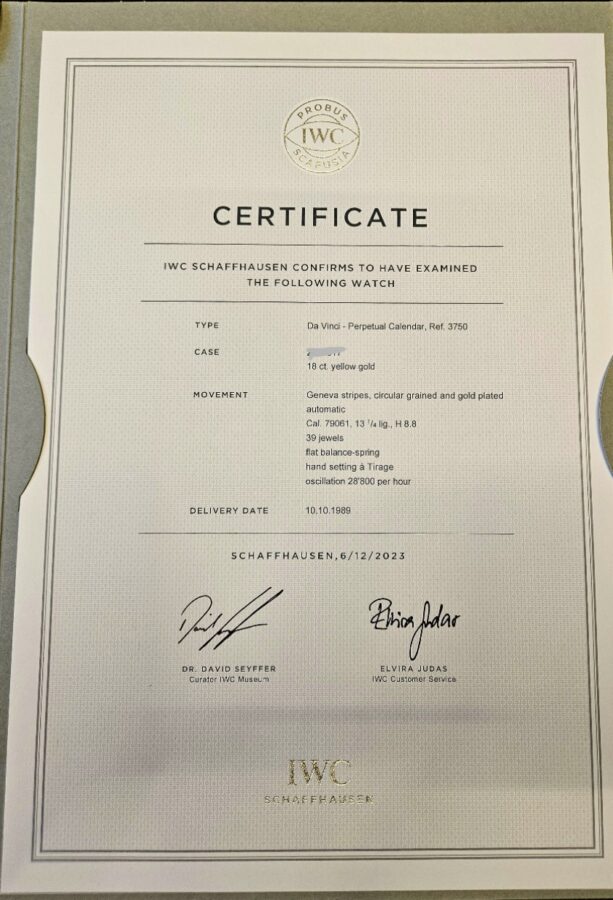 PROBUS
IWC
SCAFUSIA
CERTIFICATE
IWC SCHAFFHAUSEN CONFIRMS TO HAVE EXAMINED
THE FOLLOWING WATCH
TYPE Da Vinci - Perpetual Calendar, Ref. 3750
CASE
18 ct. yellow gold
MOVEMENT Geneva stripes, circular grained and gold plated
automatic
Cal. 79061, 13 1/4 lig., H 8.8
39 jewels
flat balance-spring
hand setting à Tirage
oscillation 28'800 per hour
DELIVERY DATE 10.10.1989
SCHAFFHAUSEN, 6/12/2023
Elvira Judas
DR. DAVID SEYFFER ELVIRA JUDAS
Curator IWC Museum IWC Customer Service
IWC
SCHAFFHAUSEN